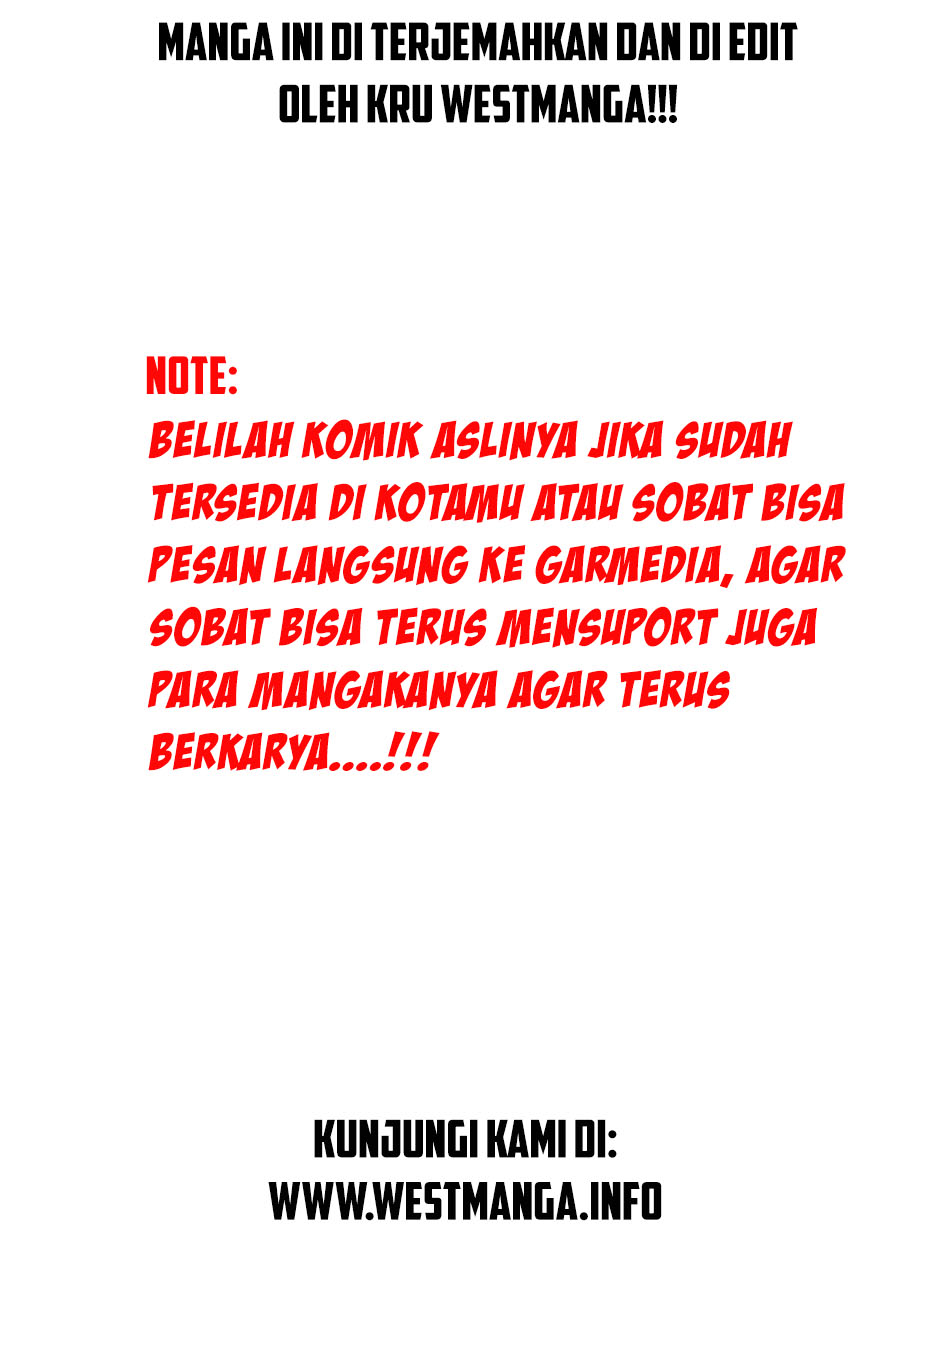 MANGA INI DI TERJEMAHKAN DAN DI EDIT
OLEH KRU WESTMANGA!!!
NOTE:
BELILAH KOMIK ASLINYA JIKA SUDAH
TERSEDIA DI KOTAMU ATAU SOBAT BISA
PESAN LANGSUNG KE GARMEDIA, AGAR
SOBAT BISA TERUS MENSUPORT JUGA
PARA MANGAKANYA AGAR TERUS
BERKARYA....!!!
KUNJUNGI KAMI DI:
WWW.WESTMANGA.INFO